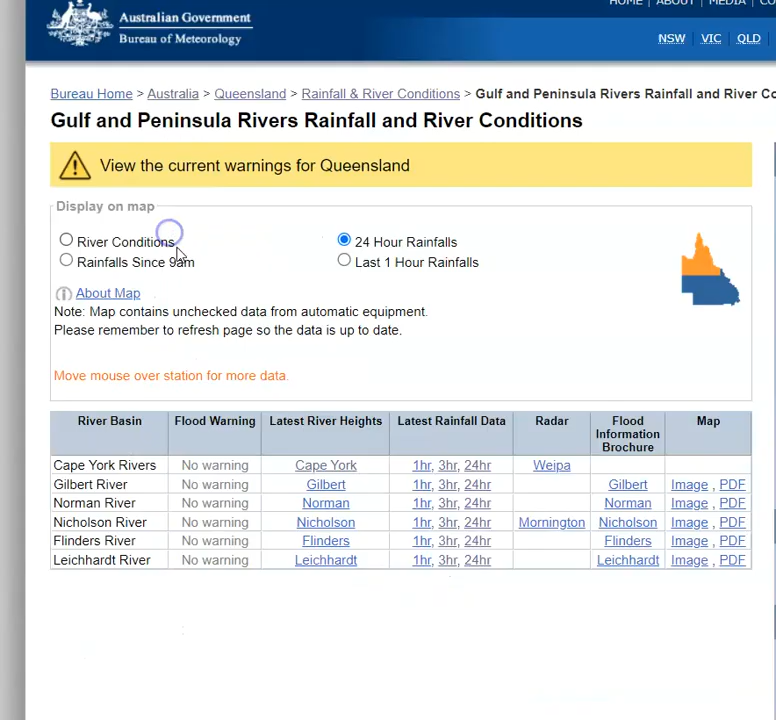 HOME | ABOUT | MEDIA | CO
Australian Government
Bureau of Meteorology
NSW | VIC | QLD
Bureau Home > Australia > Queensland > Rainfall & River Conditions > Gulf and Peninsula Rivers Rainfall and River Co
Gulf and Peninsula Rivers Rainfall and River Conditions
View the current warnings for Queensland
Display on map
River Conditions 24 Hour Rainfalls
Rainfalls Since 9am Last 1 Hour Rainfalls
About Map
Note: Map contains unchecked data from automatic equipment.
Please remember to refresh page so the data is up to date.
Move mouse over station for more data.
River Basin Flood Warning Latest River Heights Latest Rainfall Data Radar Flood Information Brochure Map
Cape York Rivers No warning Cape York 1hr, 3hr, 24hr Weipa
Gilbert River No warning Gilbert 1hr, 3hr, 24hr Gilbert Image , PDF
Norman River No warning Norman 1hr, 3hr, 24hr Norman Image , PDF
Nicholson River No warning Nicholson 1hr, 3hr, 24hr Mornington Nicholson Image , PDF
Flinders River No warning Flinders 1hr, 3hr, 24hr Flinders Image , PDF
Leichhardt River No warning Leichhardt 1hr, 3hr, 24hr Leichhardt Image , PDF